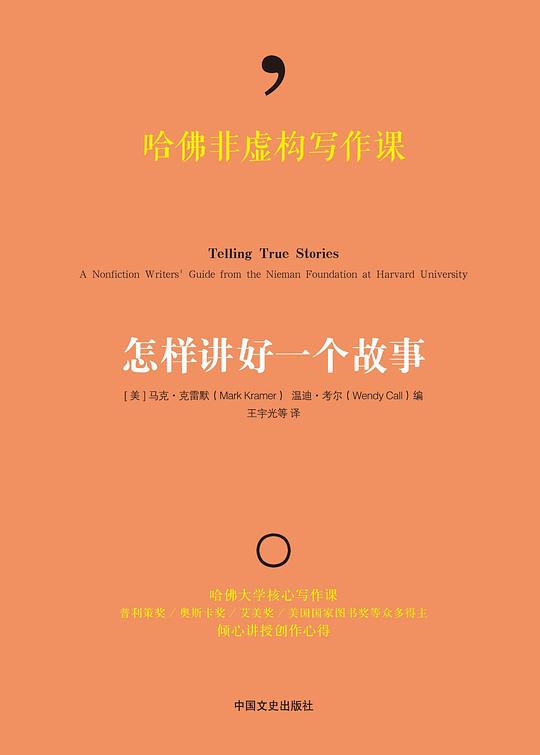 ，
哈佛非虚构写作课
Telling True Stories
A Nonfiction Writers' Guide from the Nieman Foundation at Harvard University
怎样讲好一个故事
[美]马克·克雷默（Mark Kramer） 温迪·考尔（Wendy Call）编
王宇光等 译
。
哈佛大学核心写作课
普利策奖／奥斯卡奖／艾美奖／美国国家图书奖等众多得主
倾心讲授创作心得
中国文史出版社